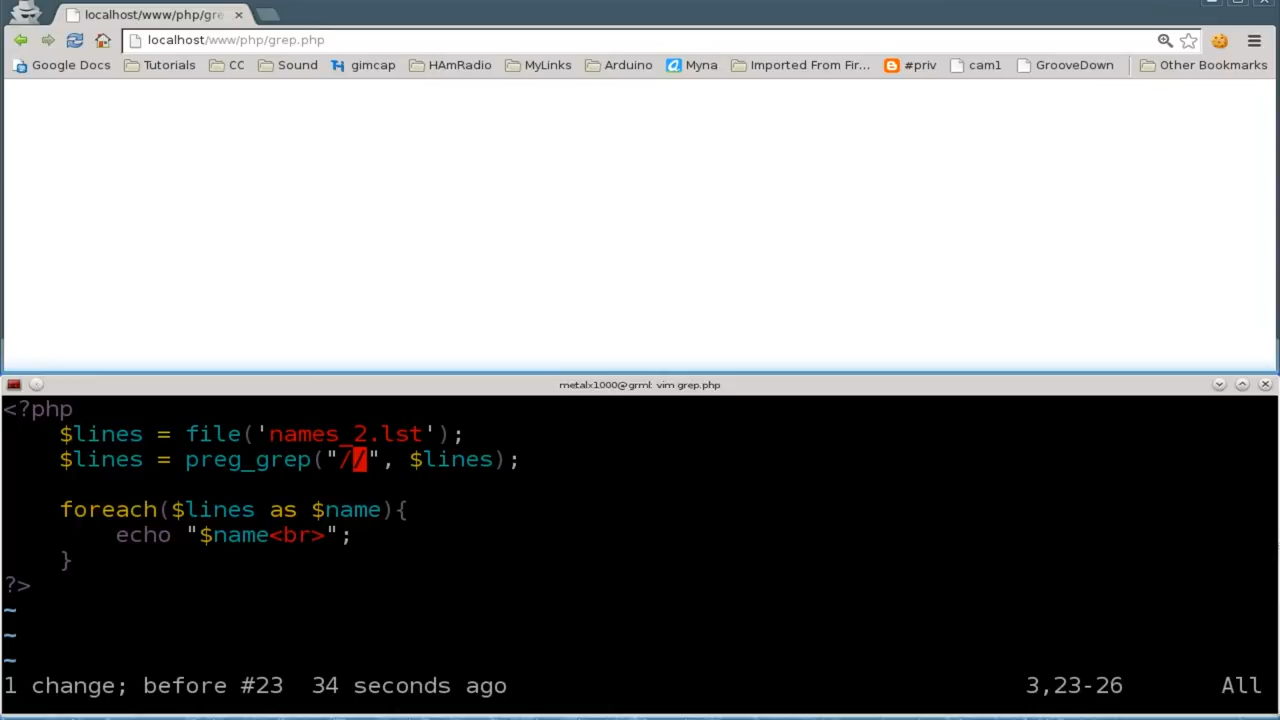 localhost/www/php/gre
localhost/www/php/grep.php
Google Docs Tutorials CC Sound gimcap HAmRadio MyLinks Arduino Myna Imported From Fir... #priv cam1 GrooveDown Other Bookmarks
metalx1000@grml: vim grep.php
<?php
$lines = file('names_2.lst');
$lines = preg_grep("//", $lines);
foreach($lines as $name){
echo "$name<br>";
}
?>
~
~
~
1 change; before #23 34 seconds ago 3,23-26 All